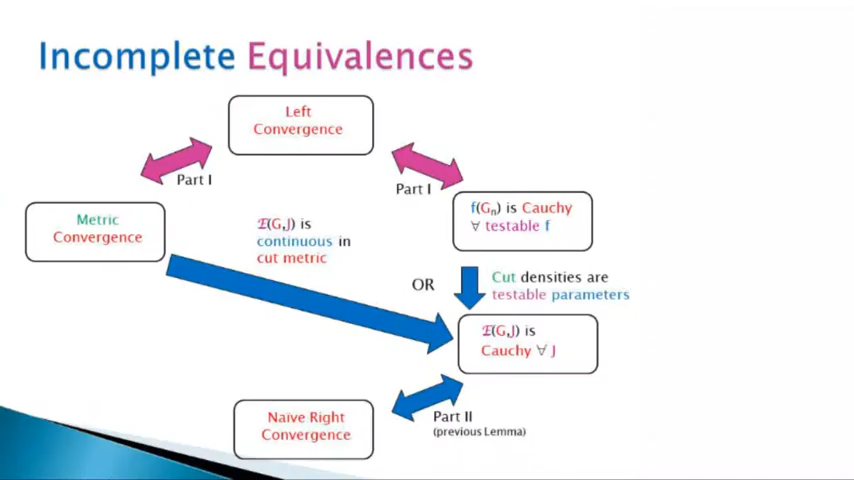 Incomplete Equivalences
Left
Convergence
Part I
Part I
Metric
Convergence
ℰ(G,J) is
continuous in
cut metric
f(Gₙ) is Cauchy
∀ testable f
OR
Cut densities are
testable parameters
ℰ(G,J) is
Cauchy ∀ J
Naïve Right
Convergence
Part II
(previous Lemma)